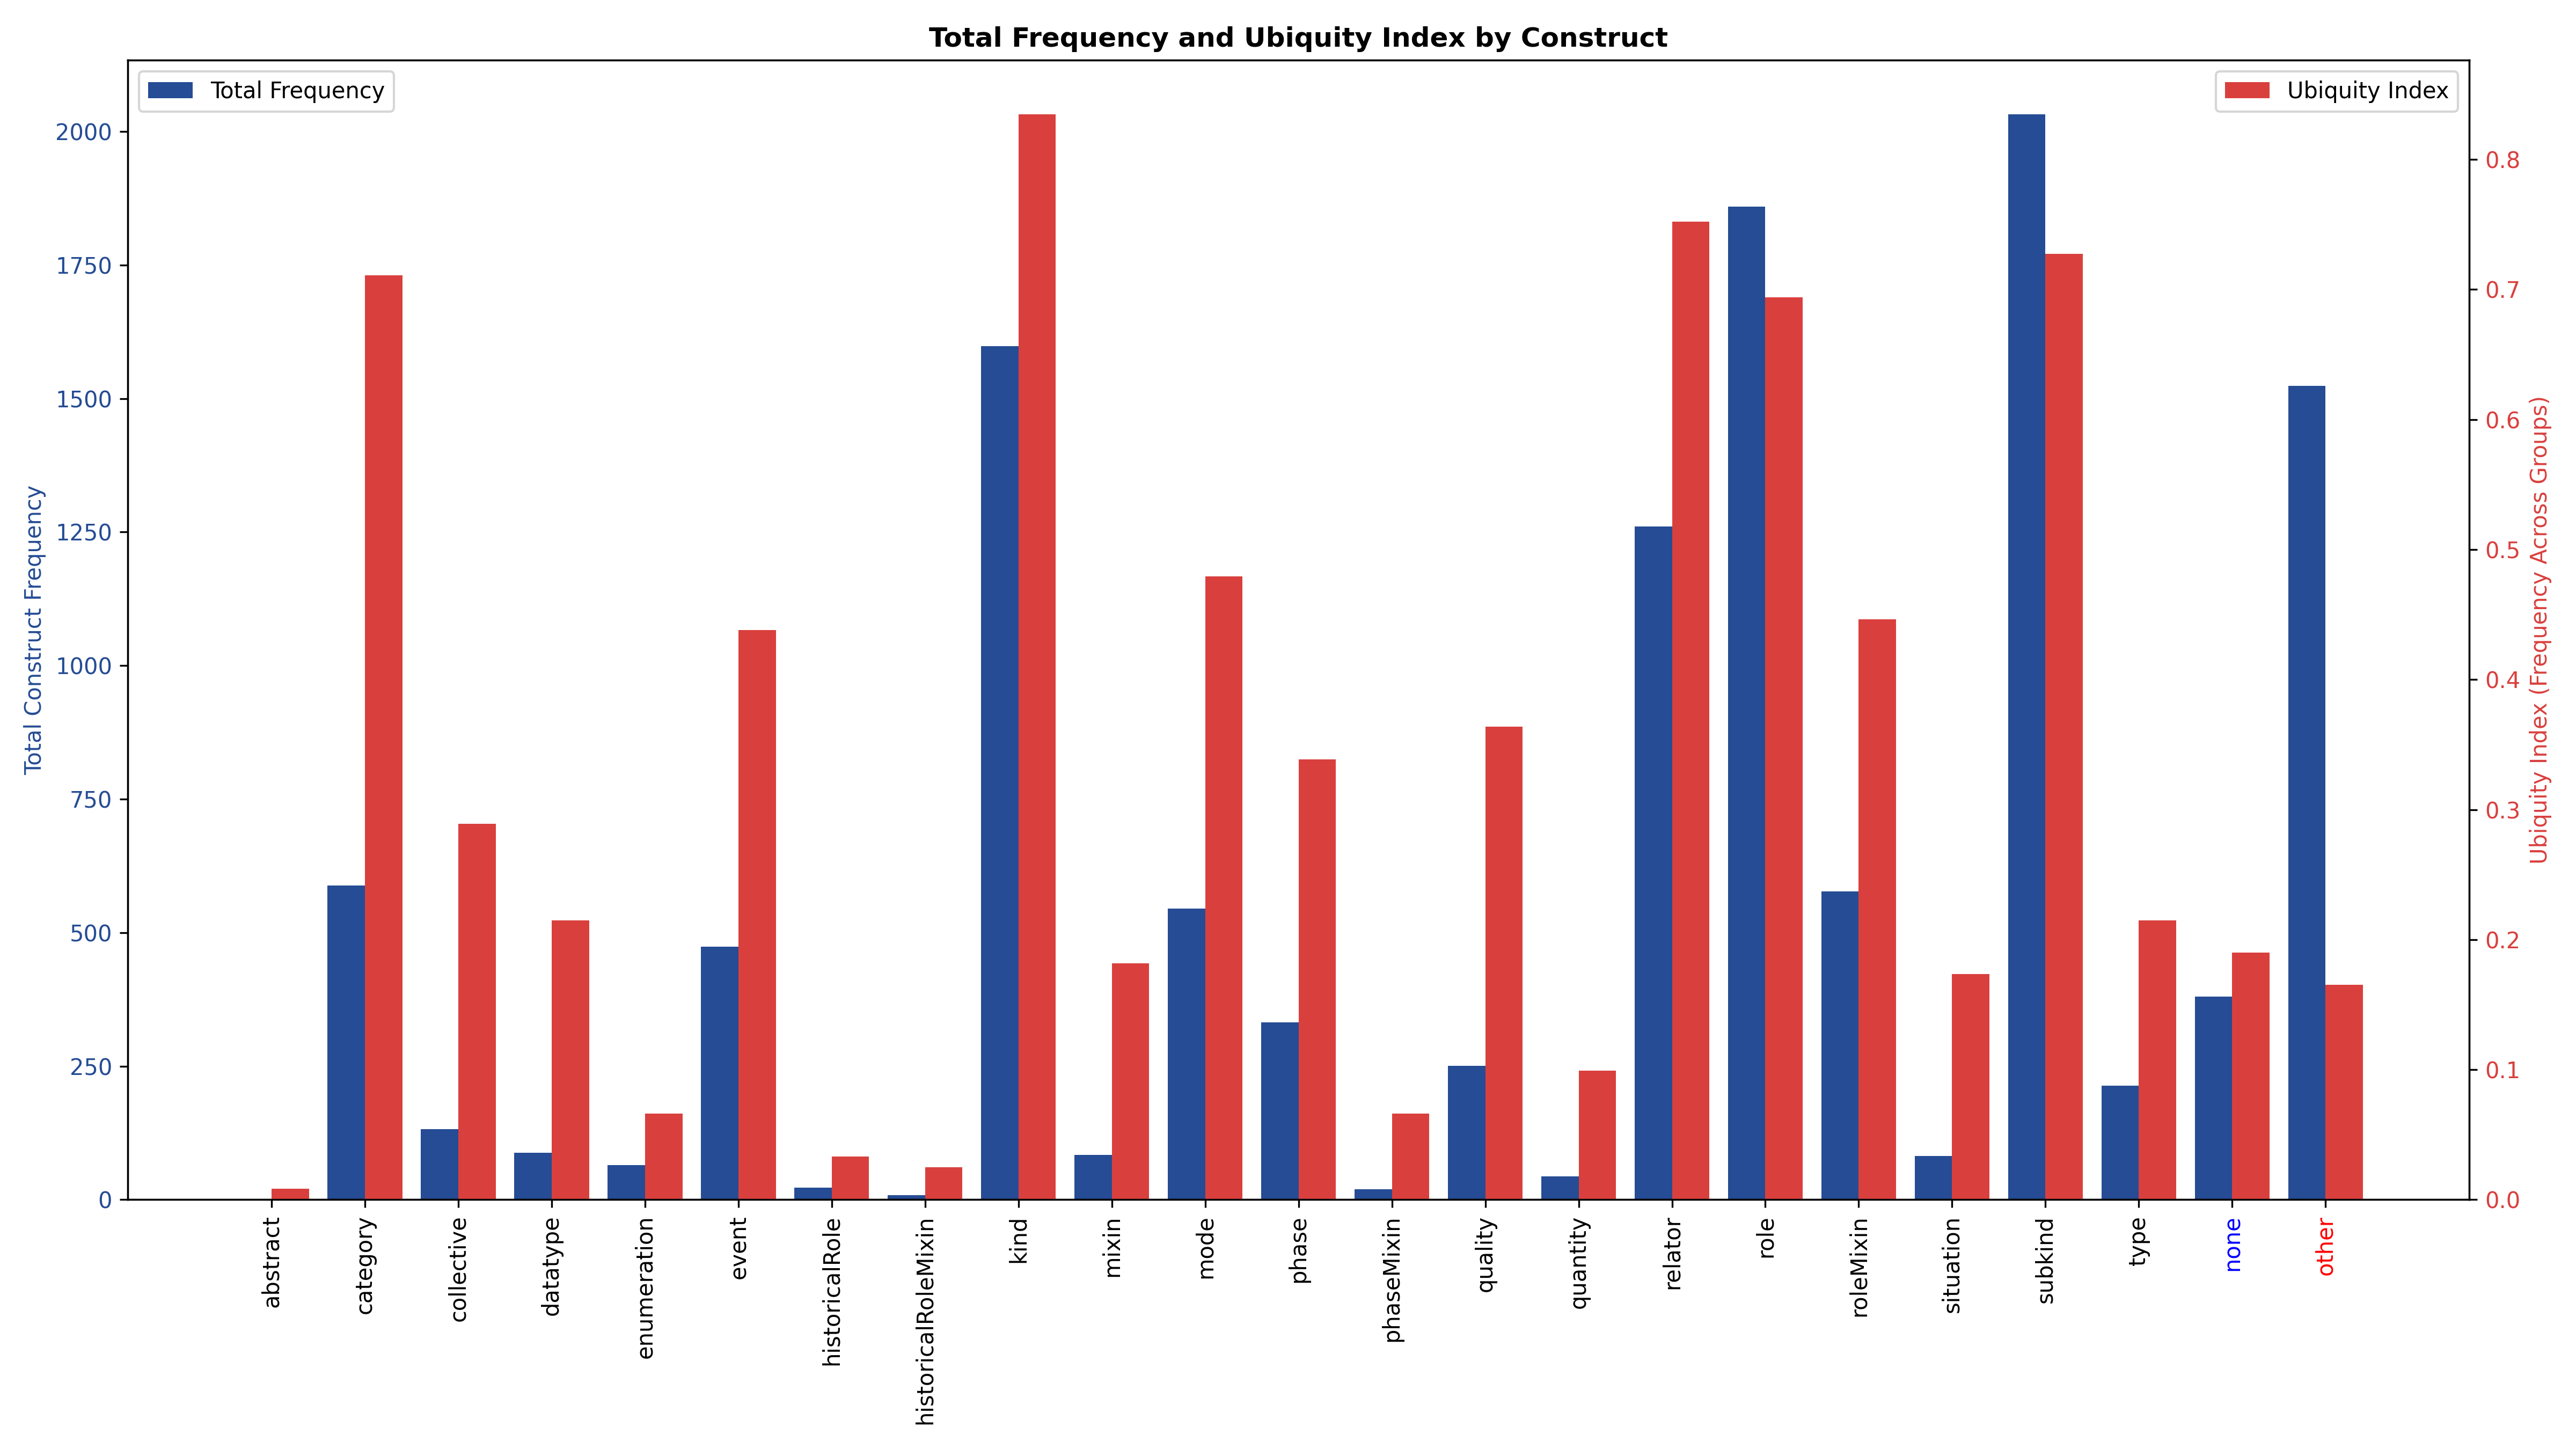 Total Frequency and Ubiquity Index by Construct
Total Frequency
Ubiquity Index
Total Construct Frequency
2000
1750
1500
1250
1000
750
500
250
0
0.8
0.7
0.6
0.5
0.4
0.3
0.2
0.1
0.0
Ubiquity Index (Frequency Across Groups)
abstract
category
collective
datatype
enumeration
event
historicalRole
historicalRoleMixin
kind
mixin
mode
phase
phaseMixin
quality
quantity
relator
role
roleMixin
situation
subkind
type
none
other